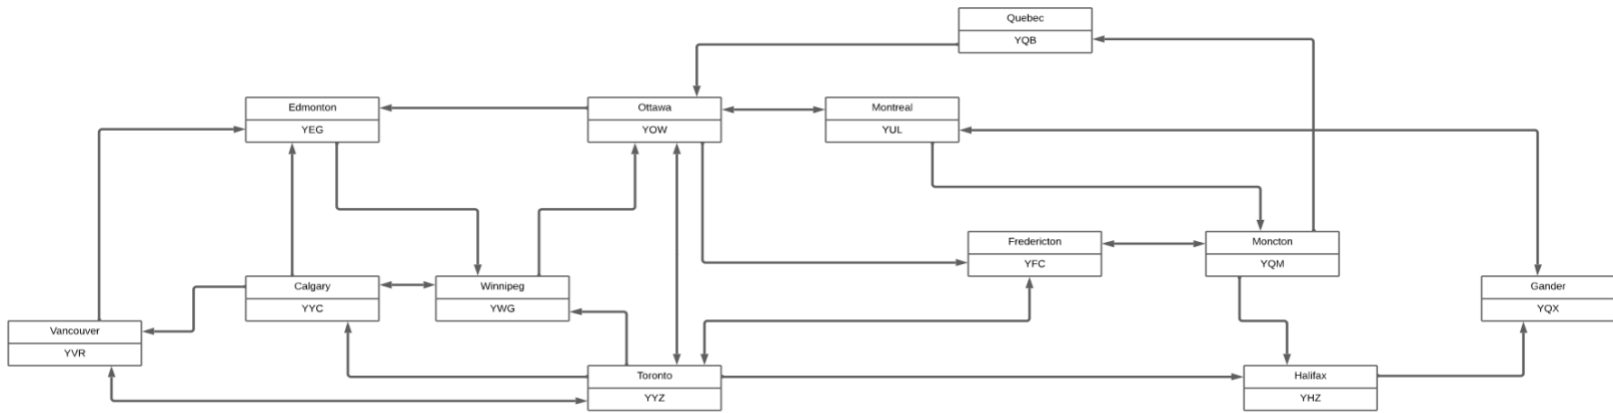 Quebec
YQB
Edmonton
YEG
Ottawa
YOW
Montreal
YUL
Fredericton
YFC
Moncton
YQM
Calgary
YYC
Winnipeg
YWG
Gander
YQX
Vancouver
YVR
Toronto
YYZ
Halifax
YHZ